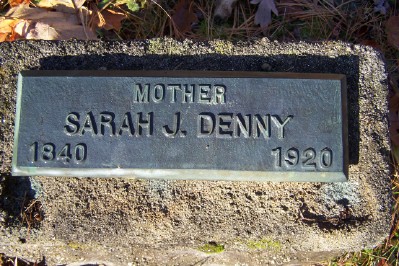 MOTHER
SARAH J. DENNY
1840 1920